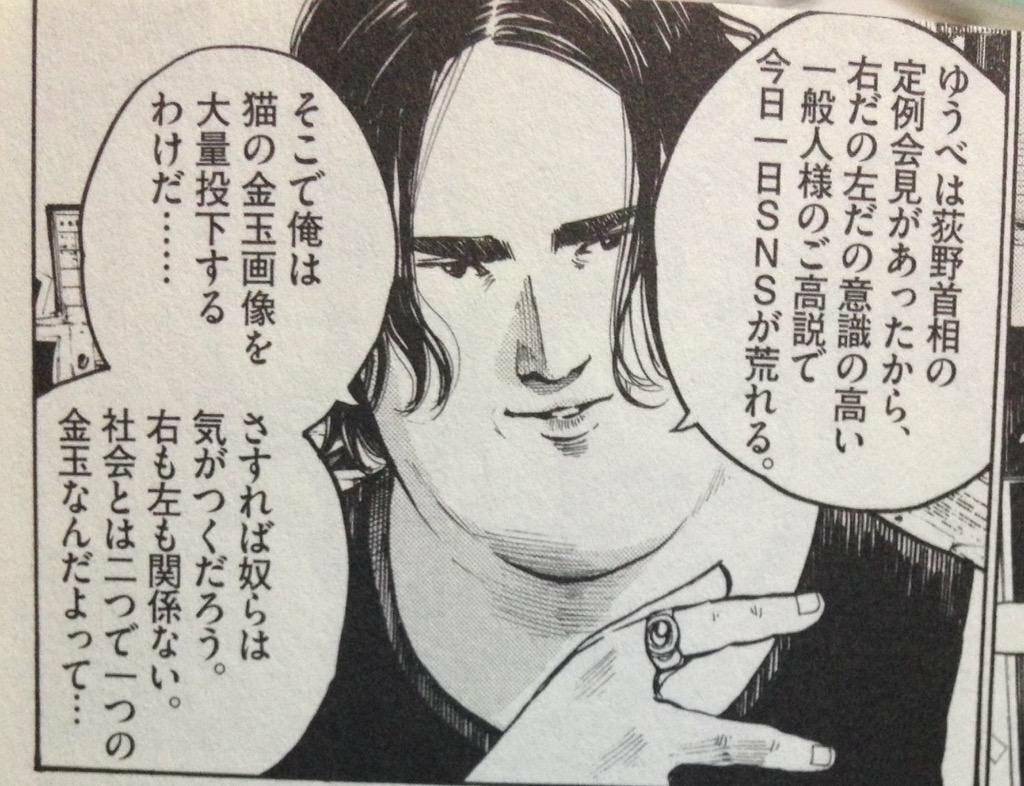 ゆうべは荻野首相の
定例会見があったから、
右だの左だの意識の高い
一般人様のご高説で
今日一日SNSが荒れる。
そこで俺は
猫の金玉画像を
大量投下する
わけだ……
さすれば奴らは
気がつくだろう。
右も左も関係ない。
社会とは二つで一つの
金玉なんだよって…